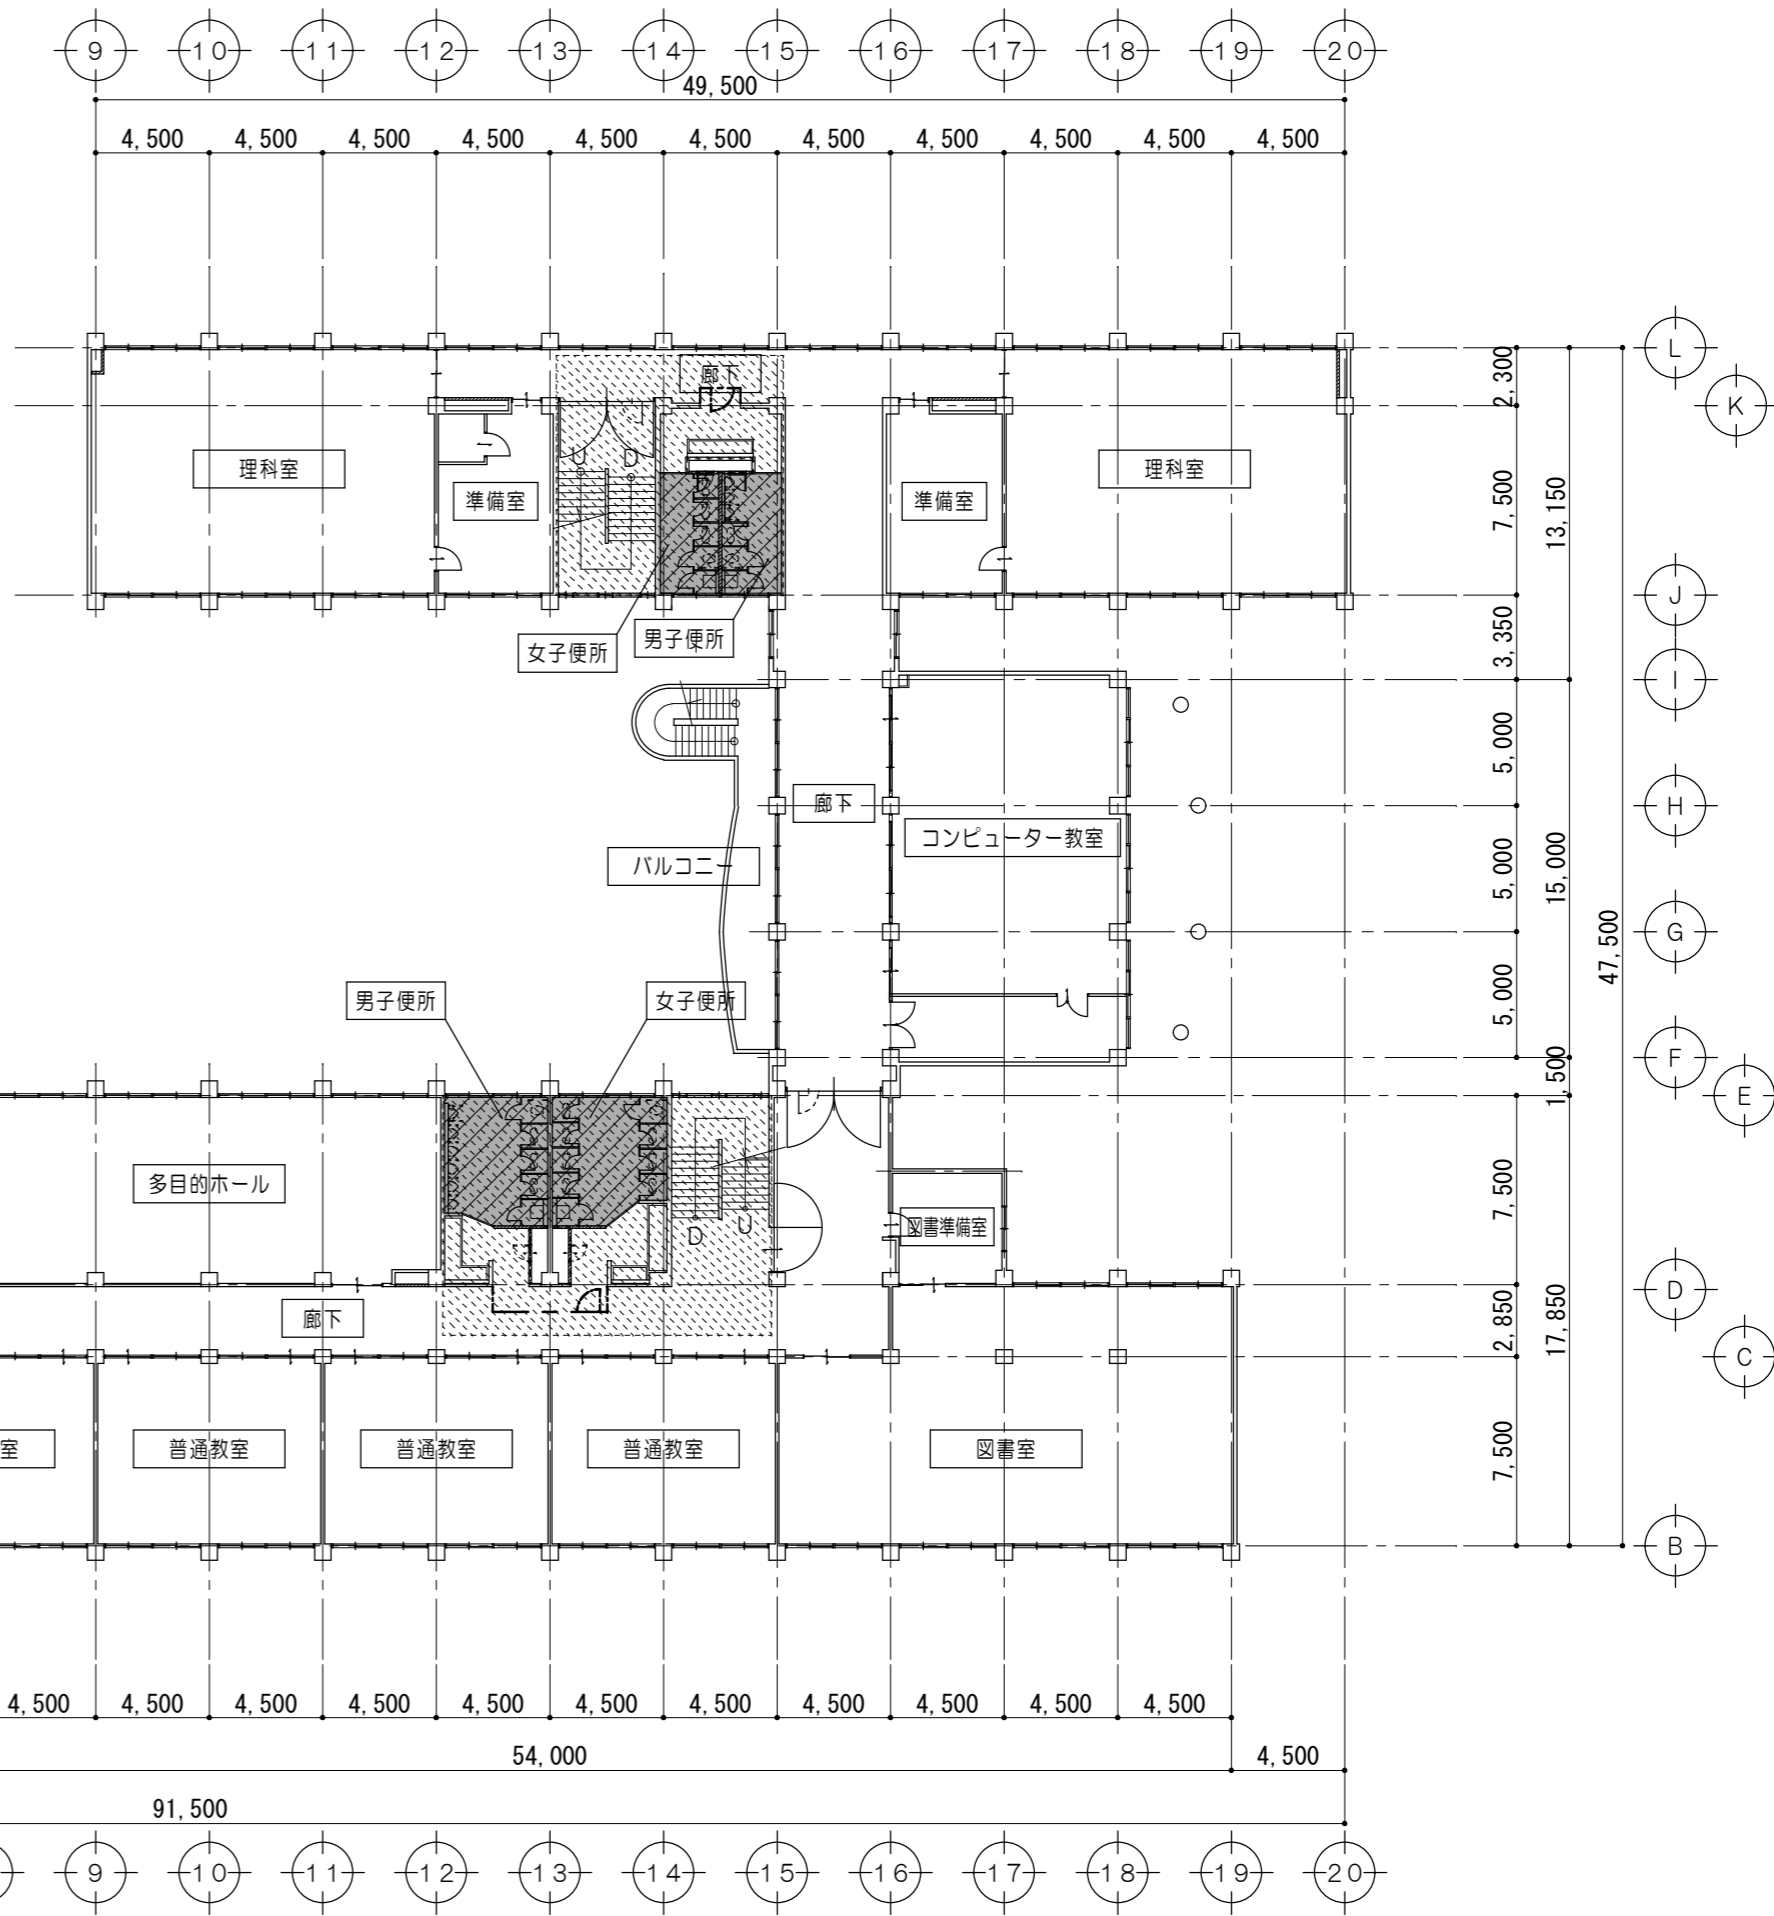 9 10 11 12 13 14 15 16 17 18 19 20
49,500
4,500 4,500 4,500 4,500 4,500 4,500 4,500 4,500 4,500 4,500 4,500
L
2,300
廊下
K
理科室
U D
理科室
準備室
準備室
7,500
13,150
J
女子便所
男子便所
3,350
I
5,000
廊下
H
コンピューター教室
バルコニー
5,000
15,000
G
47,500
男子便所
女子便所
5,000
F
1,500
E
多目的ホール
7,500
D U
図書準備室
D
廊下
2,850
17,850
C
室
普通教室
普通教室
普通教室
図書室
7,500
B
4,500 4,500 4,500 4,500 4,500 4,500 4,500 4,500 4,500 4,500 4,500
54,000 4,500
91,500
9 10 11 12 13 14 15 16 17 18 19 20